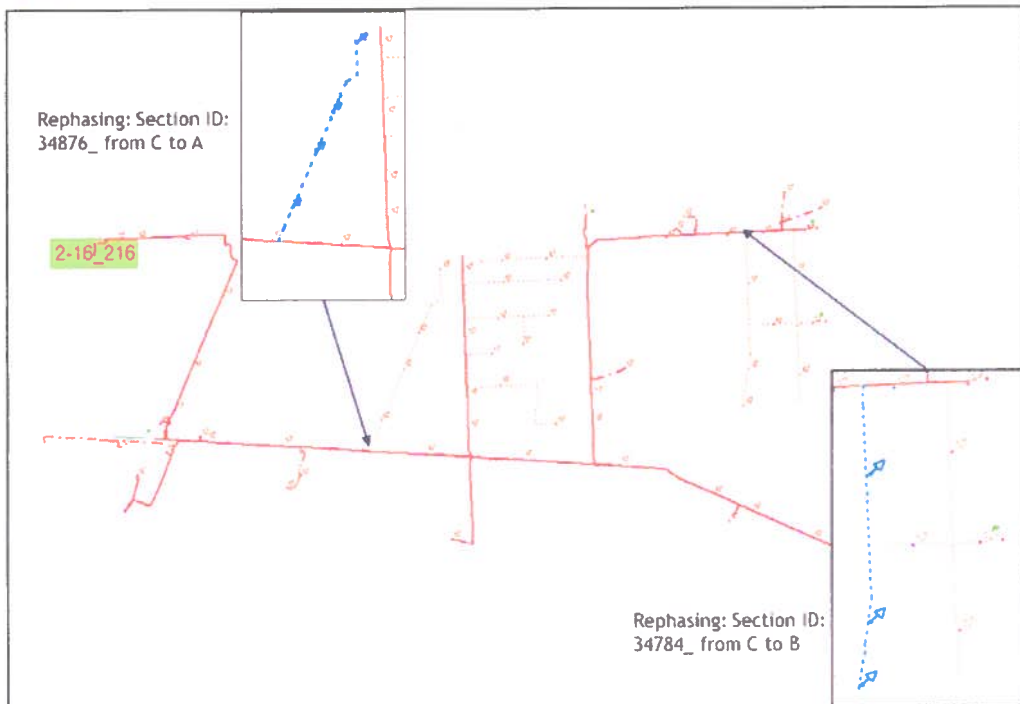 Rephasing: Section ID:
34876_ from C to A
2-16_216
Rephasing: Section ID:
34784_ from C to B